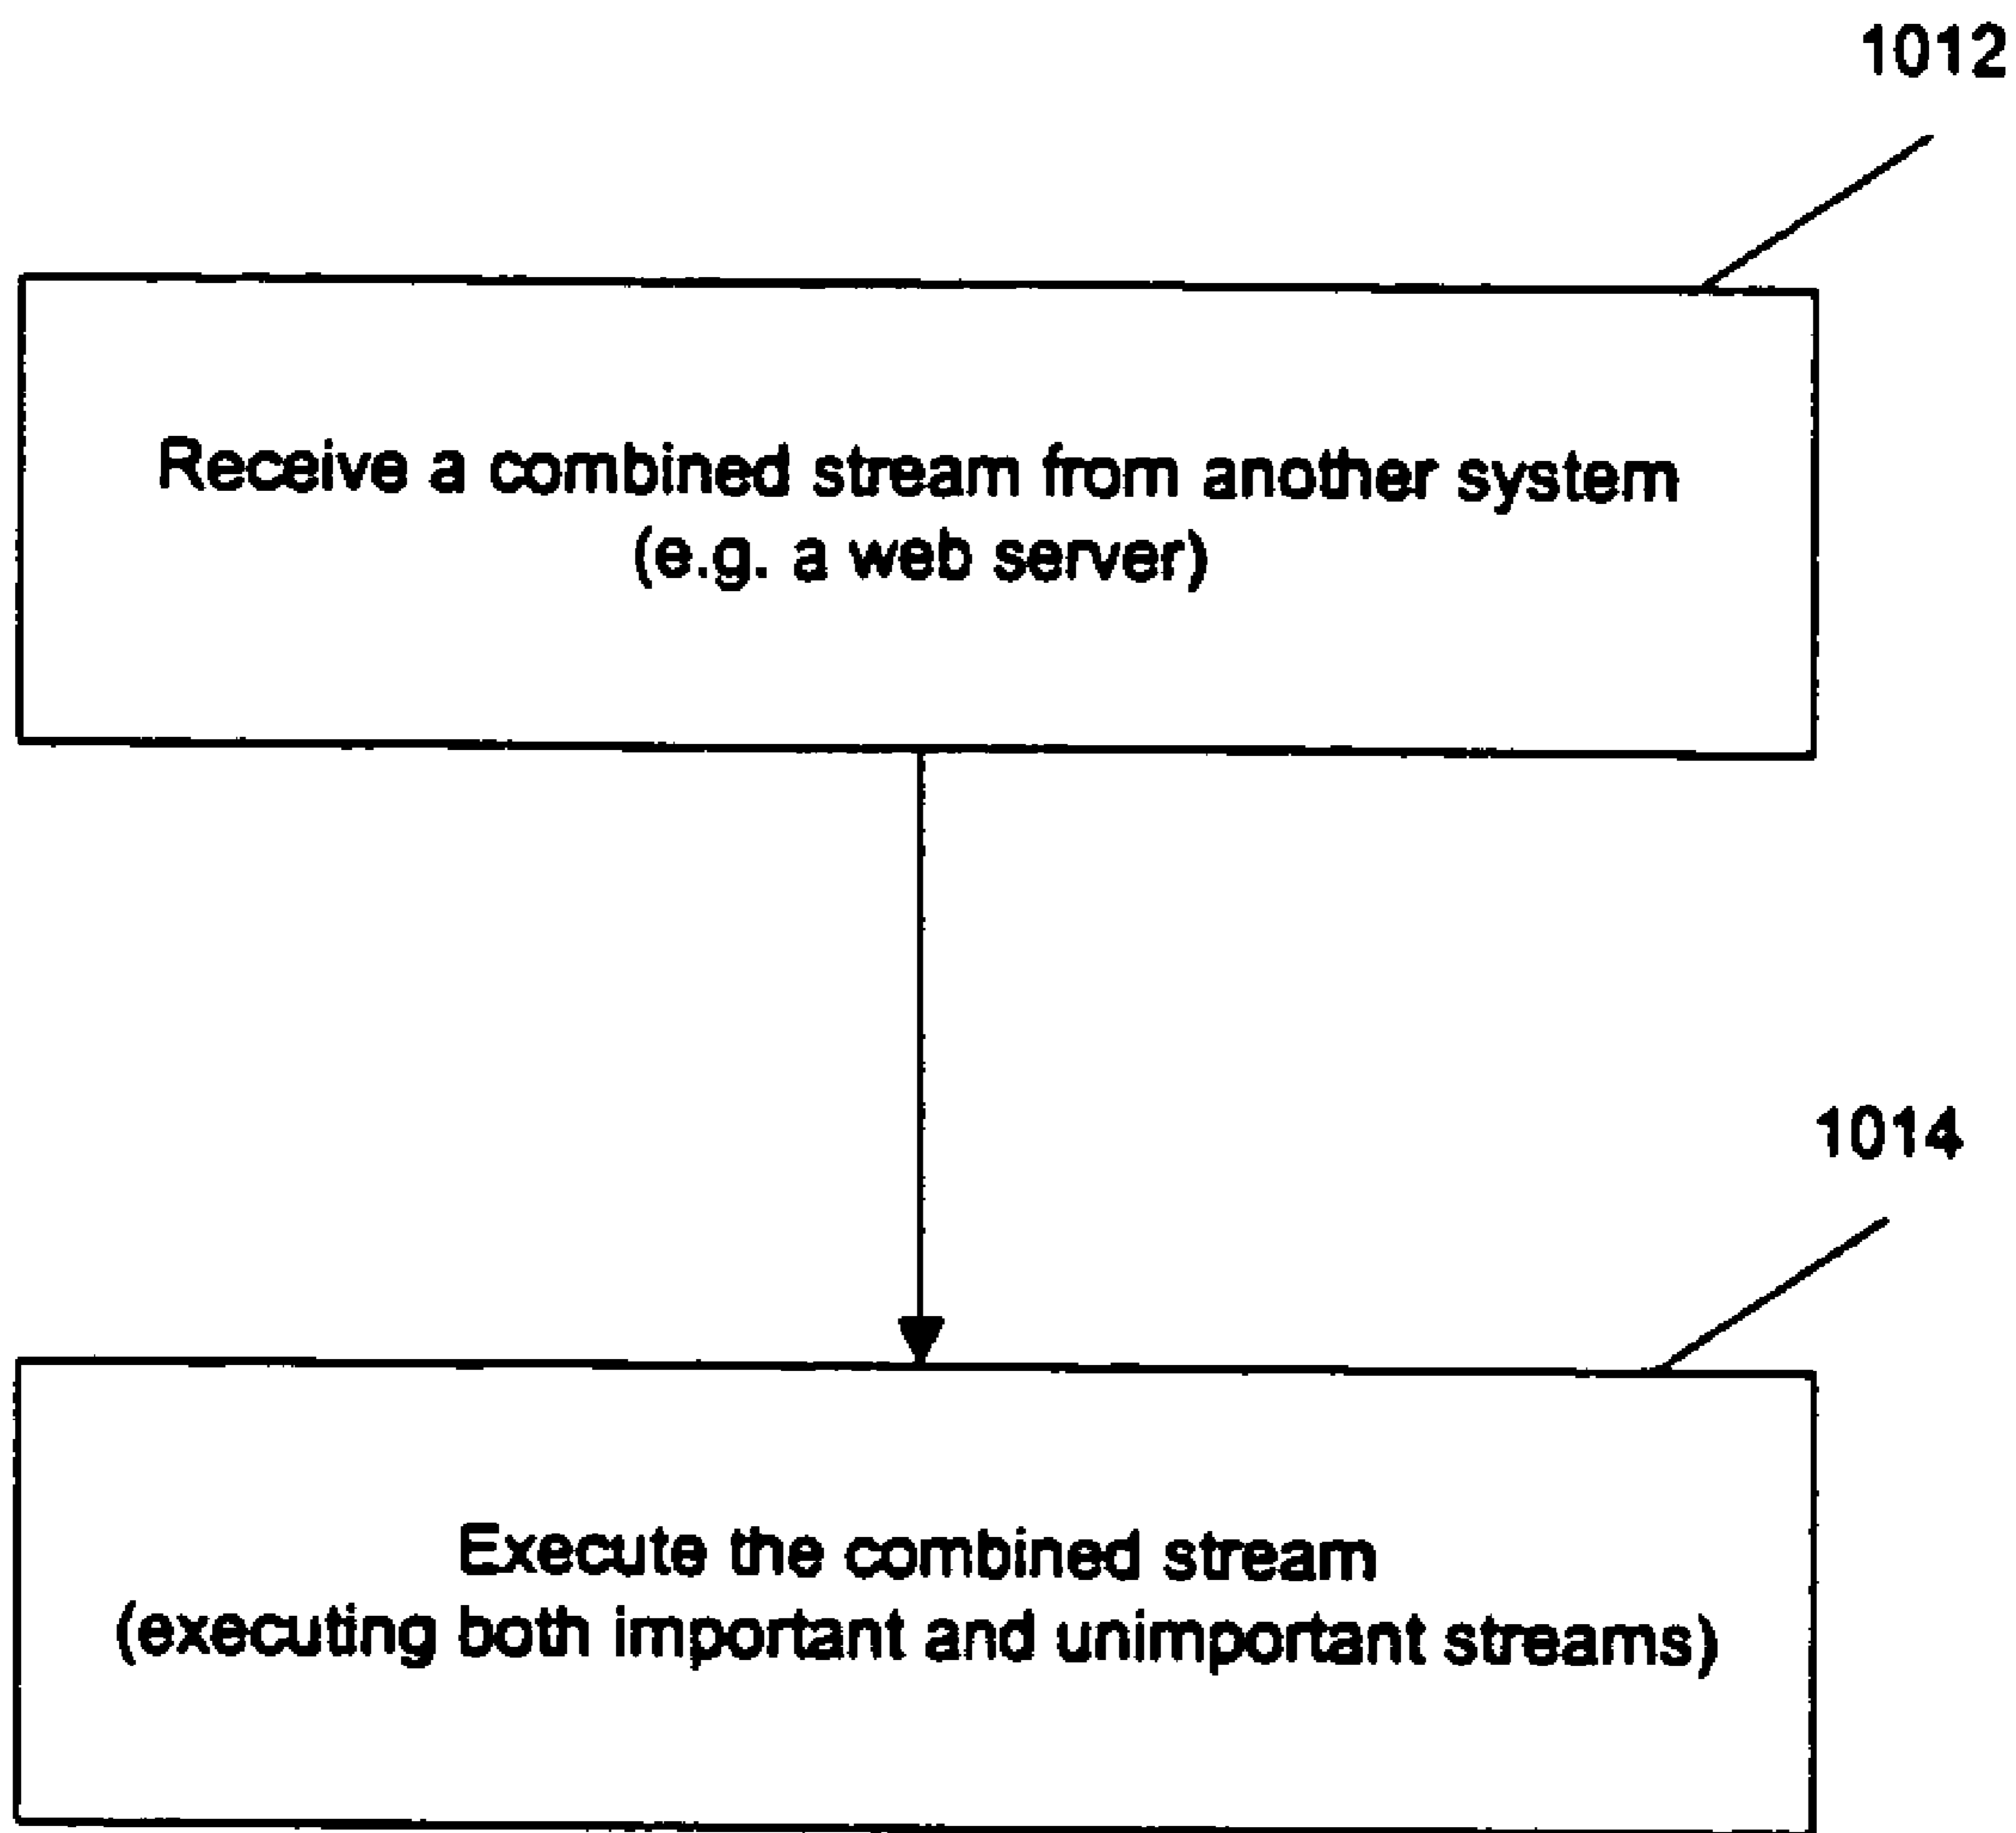 1012
Receive a combined stream from another system
(e.g. a web server)
1014
Execute the combined stream
(executing both important and unimportant streams)